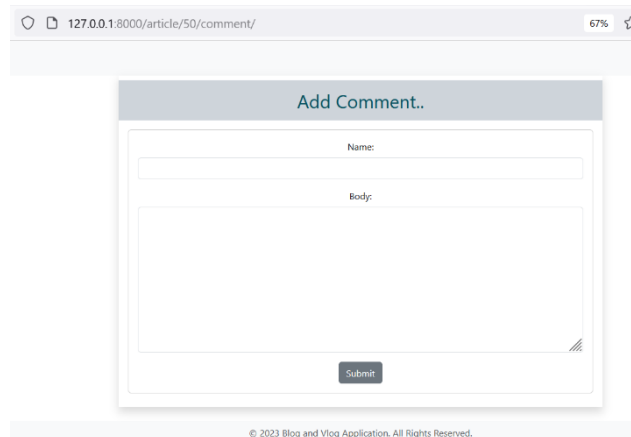 127.0.0.1:8000/article/50/comment/ 67%
Add Comment..
Name:
Body:
Submit
© 2023 Blog and Vlog Application. All Rights Reserved.